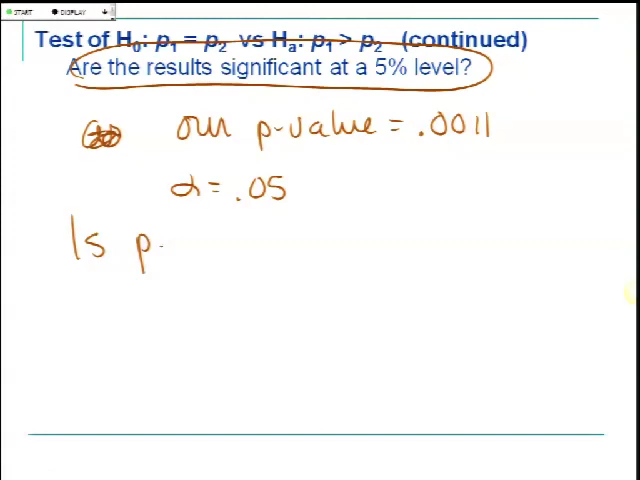 START DISPLAY
Test of H₀: p₁ = p₂ vs Hₐ: p₁ > p₂ (continued)
Are the results significant at a 5% level?
our p-value = .0011
α = .05
Is p-